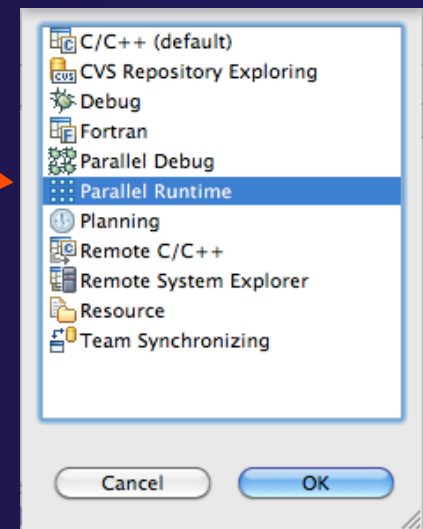 C/C++ (default)
CVS Repository Exploring
Debug
Fortran
Parallel Debug
Parallel Runtime
Planning
Remote C/C++
Remote System Explorer
Resource
Team Synchronizing
Cancel OK